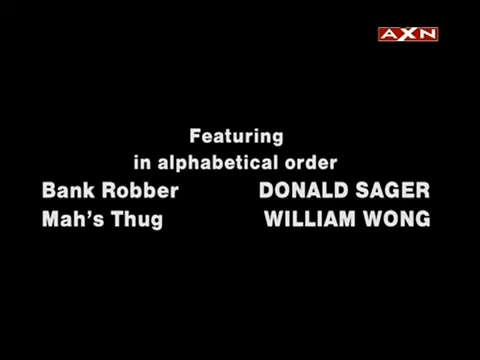 AXN
Featuring
in alphabetical order
Bank Robber DONALD SAGER
Mah's Thug WILLIAM WONG